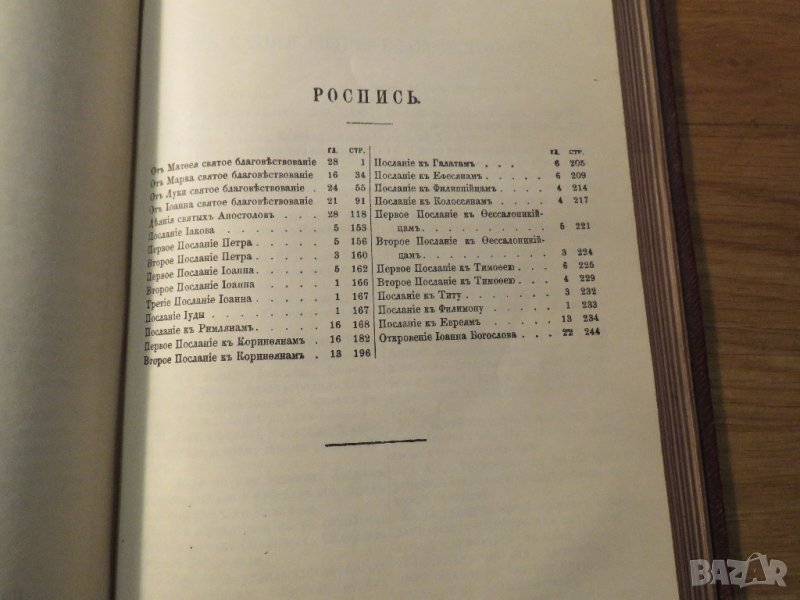 РОСПИСЬ.
ГЛ. СТР.
Отъ Матѳея святое благовѣствованіе 28 1
Отъ Марка святое благовѣствованіе 16 34
Отъ Луки святое благовѣствованіе . 24 55
Отъ Іоанна святое благовѣствованіе 21 91
Дѣянія святыхъ Апостоловъ . . . 28 118
Посланіе Іакова . . . . . . . 5 153
Первое Посланіе Петра . . . . . 5 156
Второе Посланіе Петра . . . . . 3 160
Первое Посланіе Іоанна . . . . . 5 162
Второе Посланіе Іоанна . . . . . 1 166
Третіе Посланіе Іоанна . . . . . 1 167
Посланіе Іуды . . . . . . . . 1 167
Посланіе къ Римлянамъ . . . . . 16 168
Первое Посланіе къ Коринѳянамъ . 16 182
Второе Посланіе къ Коринѳянамъ . 13 196
ГЛ. СТР.
Посланіе къ Галатамъ . . . 6 205
Посланіе къ Ефесянамъ . . . . 6 209
Посланіе къ Филиппійцамъ . . . 4 214
Посланіе къ Колоссянамъ . . . 4 217
Первое Посланіе къ Ѳессалоникій-
цамъ . . . . . . . . . 5 221
Второе Посланіе къ Ѳессалоникій-
цамъ . . . . . . . . . 3 224
Первое Посланіе къ Тимоѳею . . 6 225
Второе Посланіе къ Тимоѳею . . 4 229
Посланіе къ Титу . . . . . . 3 232
Посланіе къ Филимону . . . . 1 233
Посланіе къ Евреямъ . . . . . 13 234
Откровеніе Іоанна Богослова . . . 22 244
BAZAR
bg